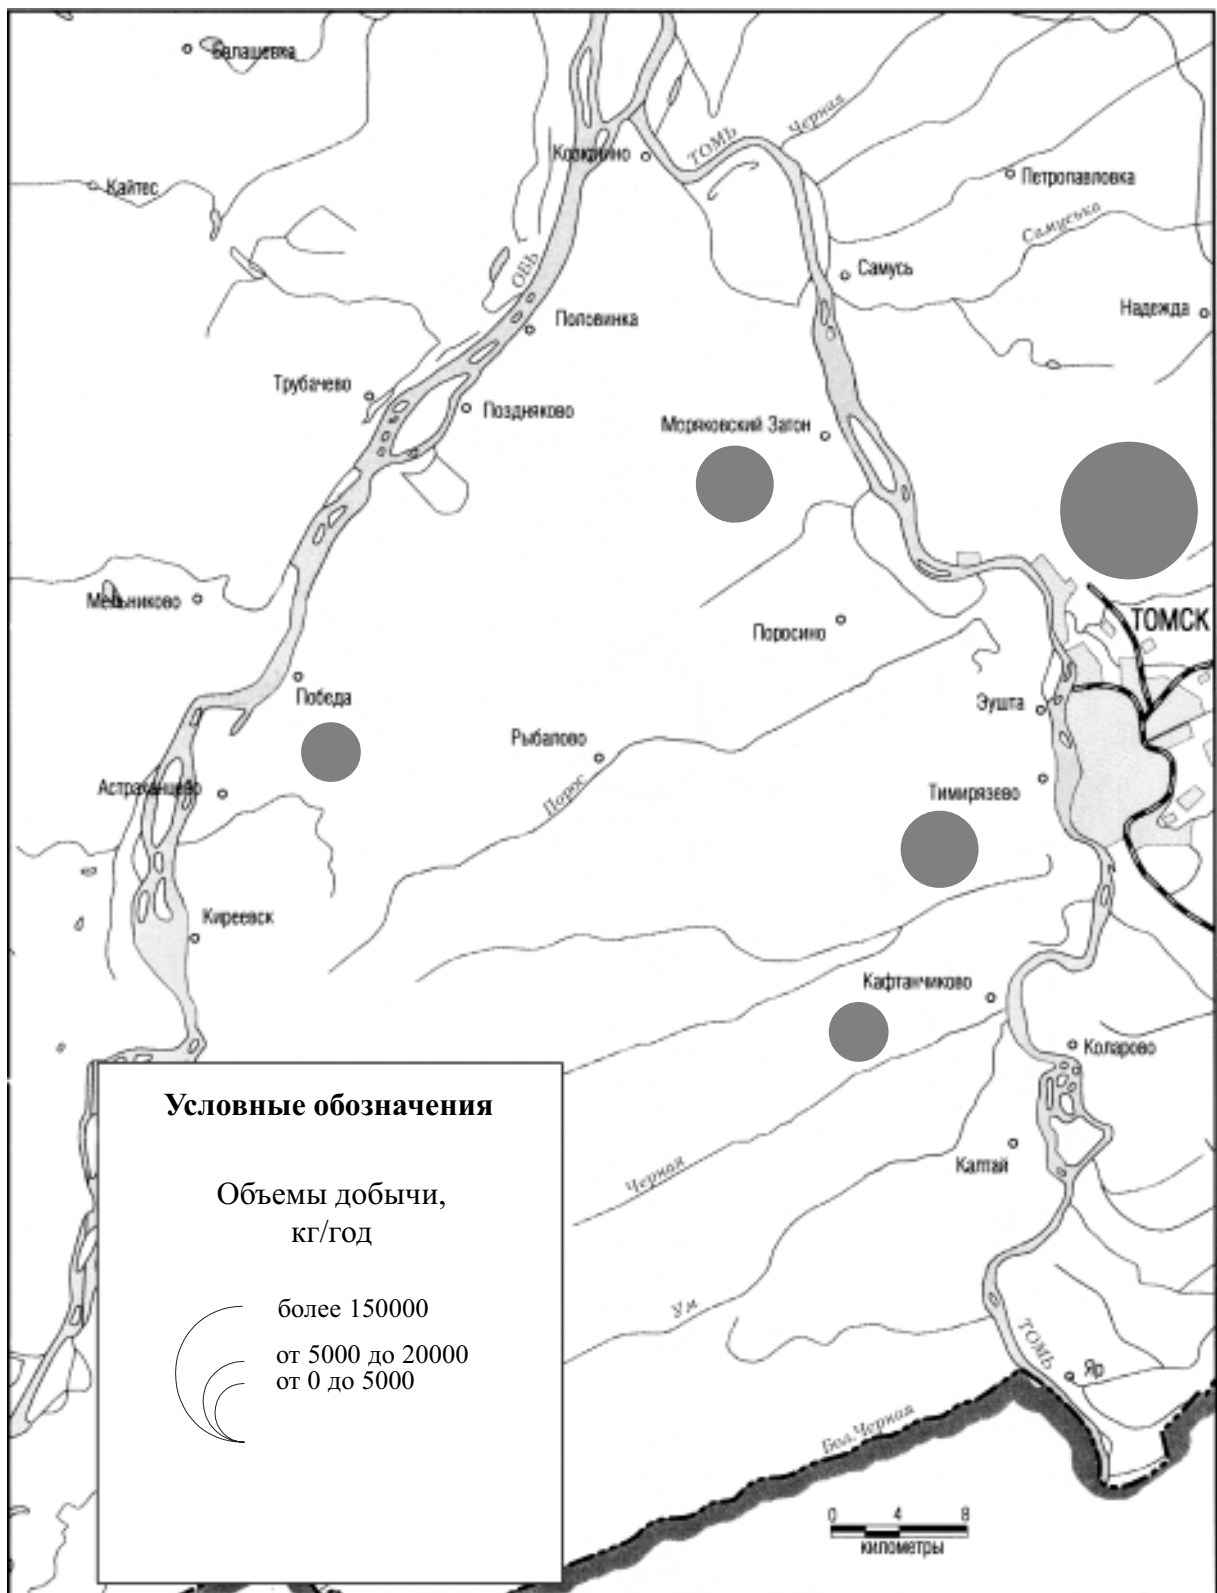 Балашевка
Черная
ТОМЬ
Кайтес
Петропавловка
Самуська
ОБЬ
Самусь
Надежда
Половинка
Трубачево
Поздняково
Моряковский Затон
Мельниково
Поросино
ТОМСК
Победа
Эушта
Рыбалово
Порос
Астраханцево
Тимирязево
Киреевск
Кафтанчиково
Коларово
Условные обозначения
Черная
Калтай
Объемы добычи,
кг/год
более 150000
Ум
от 5000 до 20000
от 0 до 5000
ТОМЬ
Яр
Бол.Черная
0 4 8
километры